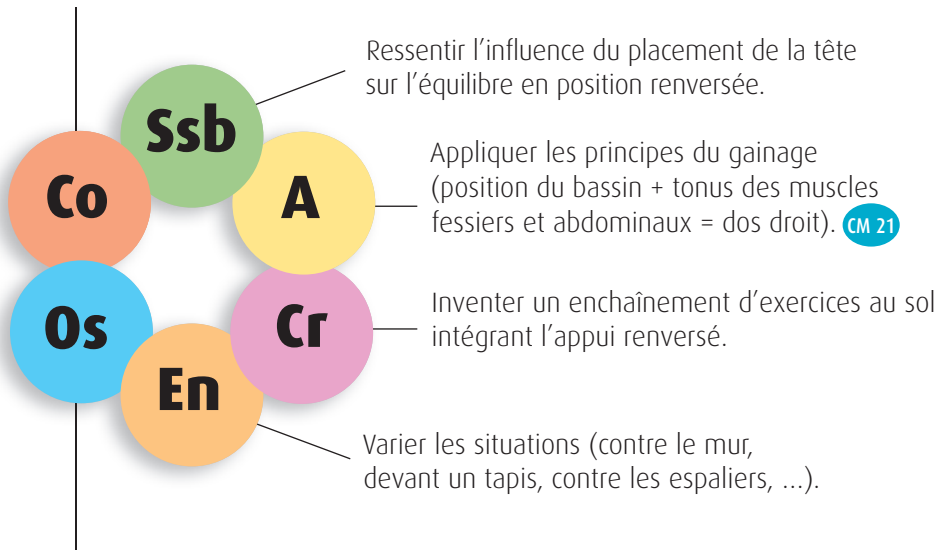 Ressentir l’influence du placement de la tête
sur l’équilibre en position renversée.
Ssb
Co
A
Appliquer les principes du gainage
(position du bassin + tonus des muscles
fessiers et abdominaux = dos droit). CM 21
Os
Cr
Inventer un enchaînement d’exercices au sol
intégrant l’appui renversé.
En
Varier les situations (contre le mur,
devant un tapis, contre les espaliers, ...).